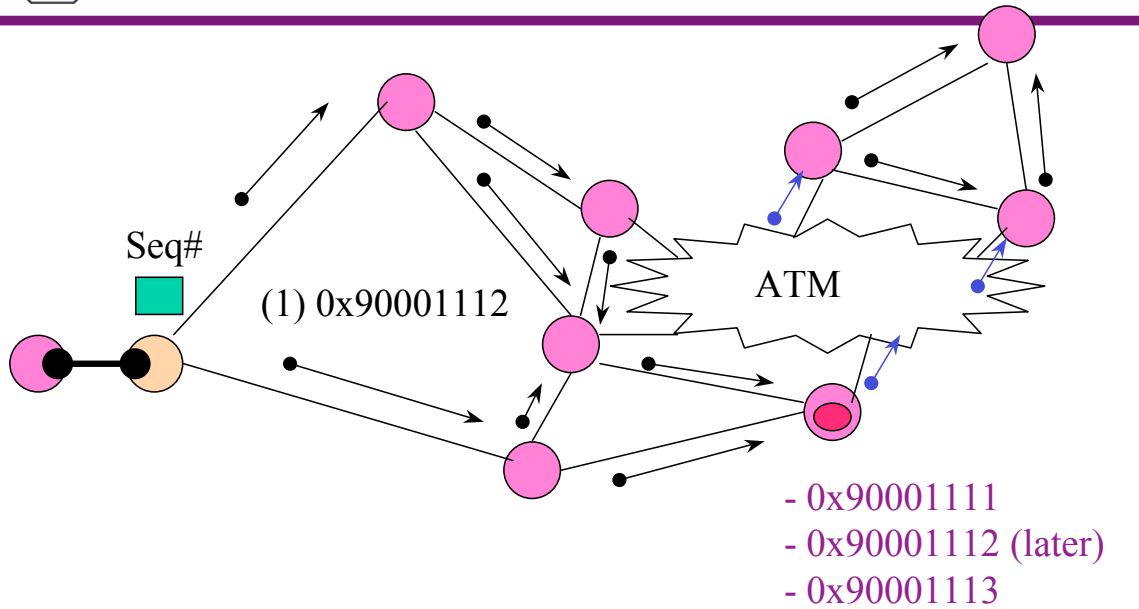 Seq#
(1) 0x90001112
ATM
- 0x90001111
- 0x90001112 (later)
- 0x90001113